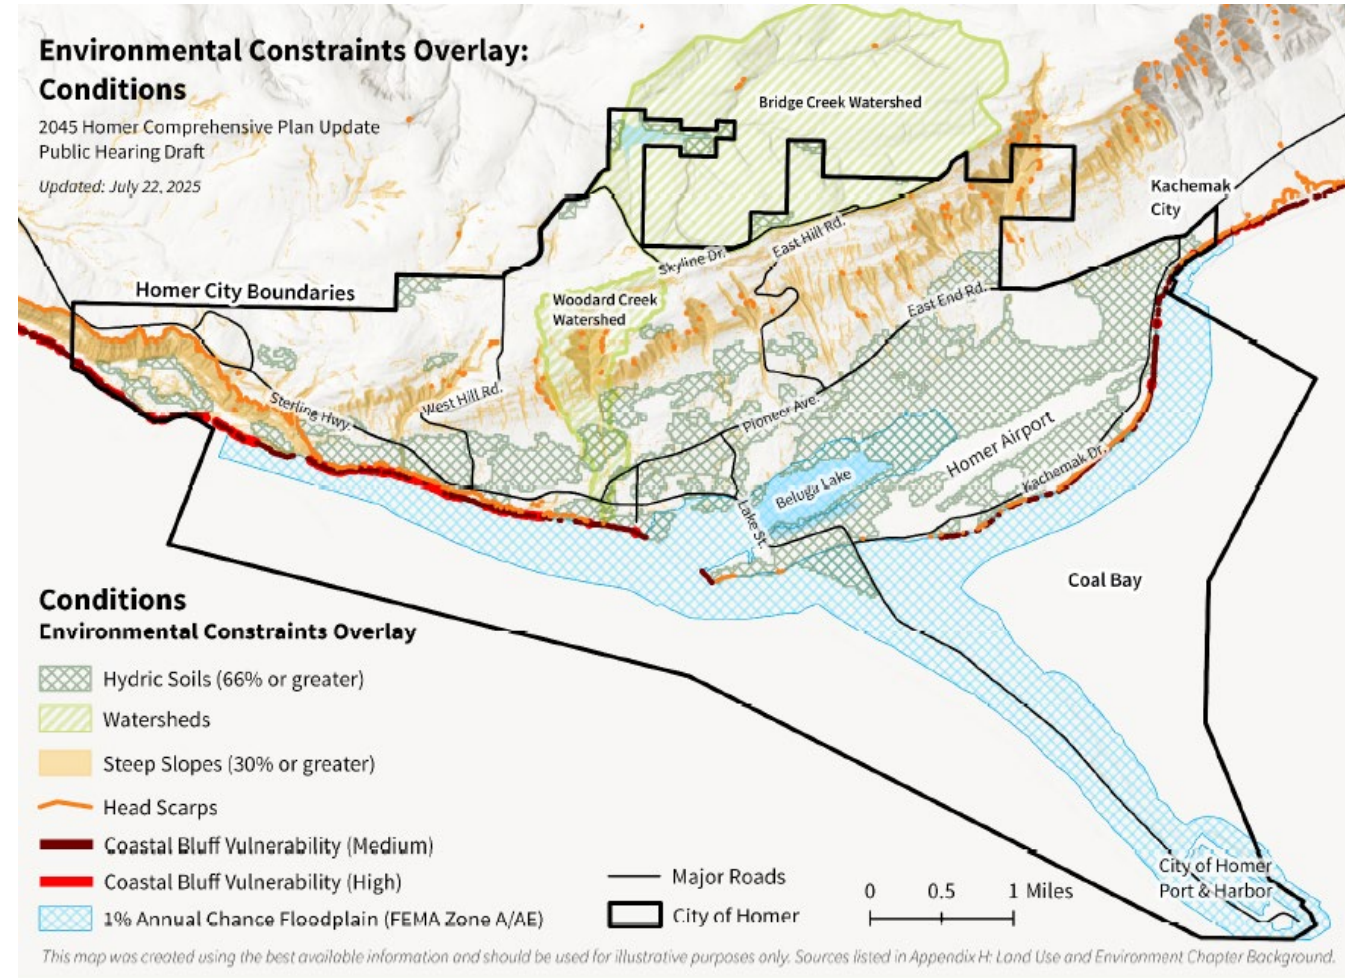 Environmental Constraints Overlay:
Conditions
2045 Homer Comprehensive Plan Update
Public Hearing Draft
Updated: July 22, 2025
Bridge Creek Watershed
Kachemak
City
East Hill Rd.
Skyline Dr.
Homer City Boundaries
Woodard Creek
Watershed
East End Rd.
Sterling Hwy.
West Hill Rd.
Pioneer Ave.
Homer Airport
Beluga Lake
Kachemak Dr.
Lake St.
Coal Bay
City of Homer
Port & Harbor
Conditions
Environmental Constraints Overlay
Hydric Soils (66% or greater)
Watersheds
Steep Slopes (30% or greater)
Head Scarps
Coastal Bluff Vulnerability (Medium)
Coastal Bluff Vulnerability (High)
1% Annual Chance Floodplain (FEMA Zone A/AE)
Major Roads
City of Homer
0 0.5 1 Miles
This map was created using the best available information and should be used for illustrative purposes only. Sources listed in Appendix H: Land Use and Environment Chapter Background.